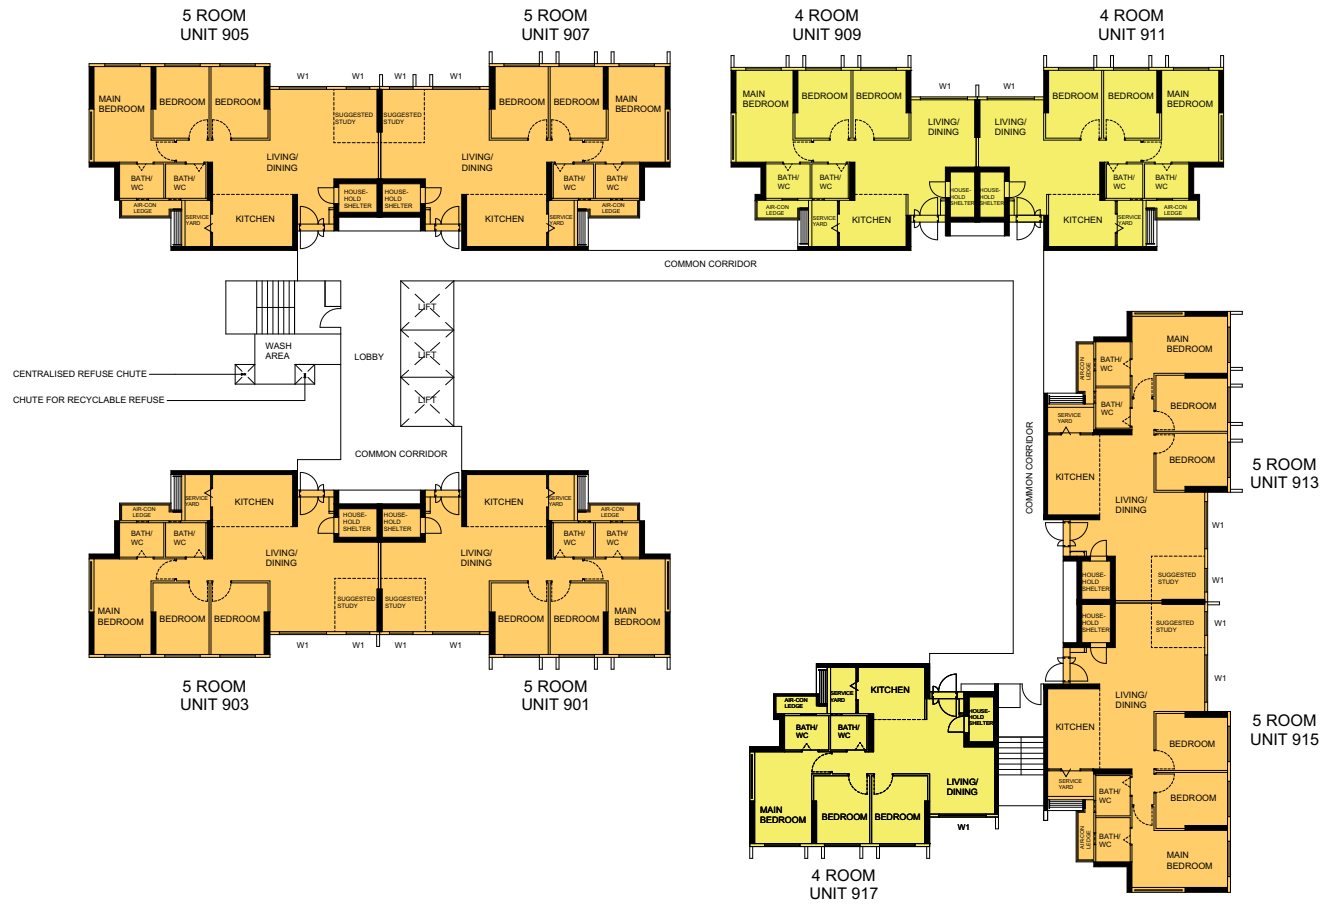 5 ROOM
UNIT 905
5 ROOM
UNIT 907
4 ROOM
UNIT 909
4 ROOM
UNIT 911
W1
W1
W1
W1
MAIN
BEDROOM
BEDROOM
BEDROOM
SUGGESTED
STUDY
SUGGESTED
STUDY
BEDROOM
BEDROOM
MAIN
BEDROOM
LIVING/
DINING
LIVING/
DINING
BATH/
WC
BATH/
WC
BATH/
WC
BATH/
WC
AIR-CON
LEDGE
SERVICE
YARD
KITCHEN
HOUSE-
HOLD
SHELTER
HOUSE-
HOLD
SHELTER
KITCHEN
SERVICE
YARD
AIR-CON
LEDGE
W1
W1
MAIN
BEDROOM
BEDROOM
BEDROOM
LIVING/
DINING
LIVING/
DINING
BEDROOM
BEDROOM
MAIN
BEDROOM
BATH/
WC
BATH/
WC
BATH/
WC
BATH/
WC
AIR-CON
LEDGE
SERVICE
YARD
KITCHEN
HOUSE-
HOLD
SHELTER
HOUSE-
HOLD
SHELTER
KITCHEN
SERVICE
YARD
AIR-CON
LEDGE
COMMON CORRIDOR
LIFT
LIFT
LIFT
WASH
AREA
LOBBY
CENTRALISED REFUSE CHUTE
CHUTE FOR RECYCLABLE REFUSE
COMMON CORRIDOR
COMMON CORRIDOR
AIR-CON
LEDGE
SERVICE
YARD
KITCHEN
HOUSE-
HOLD
SHELTER
HOUSE-
HOLD
SHELTER
KITCHEN
SERVICE
YARD
AIR-CON
LEDGE
BATH/
WC
BATH/
WC
BATH/
WC
BATH/
WC
LIVING/
DINING
LIVING/
DINING
MAIN
BEDROOM
BEDROOM
BEDROOM
SUGGESTED
STUDY
SUGGESTED
STUDY
BEDROOM
BEDROOM
MAIN
BEDROOM
W1
W1
W1
W1
5 ROOM
UNIT 903
5 ROOM
UNIT 901
MAIN
BEDROOM
BATH/
WC
AIR-CON
LEDGE
BEDROOM
BATH/
WC
SERVICE
YARD
BEDROOM
KITCHEN
LIVING/
DINING
5 ROOM
UNIT 913
W1
W1
HOUSE-
HOLD
SHELTER
SUGGESTED
STUDY
HOUSE-
HOLD
SHELTER
SUGGESTED
STUDY
W1
W1
LIVING/
DINING
KITCHEN
5 ROOM
UNIT 915
BEDROOM
SERVICE
YARD
BATH/
WC
BEDROOM
AIR-CON
LEDGE
BATH/
WC
MAIN
BEDROOM
AIR-CON
LEDGE
SERVICE
YARD
KITCHEN
HOUSE-
HOLD
SHELTER
BATH/
WC
BATH/
WC
LIVING/
DINING
MAIN
BEDROOM
BEDROOM
BEDROOM
W1
4 ROOM
UNIT 917